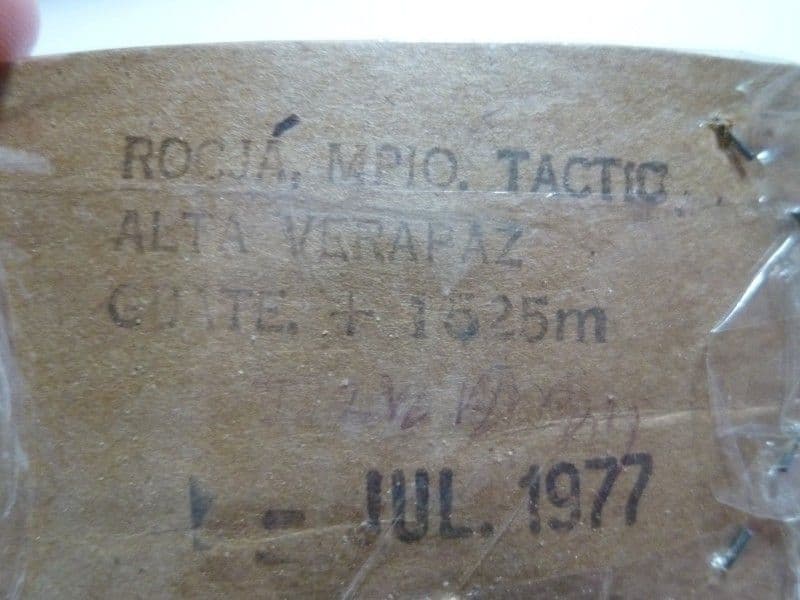 ROCJÁ, MPIO. TACTIC
ALTA VERAPAZ
GUATE. + 1525m
JUL. 1977